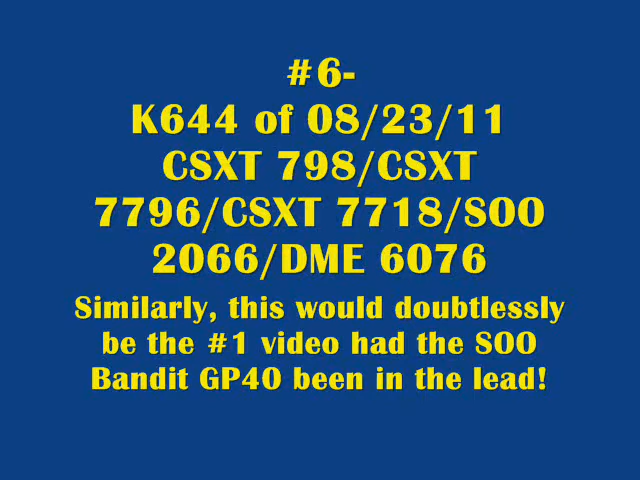 #6-
K644 of 08/23/11
CSXT 798/CSXT
7796/CSXT 7718/SOO
2066/DME 6076
Similarly, this would doubtlessly
be the #1 video had the SOO
Bandit GP40 been in the lead!